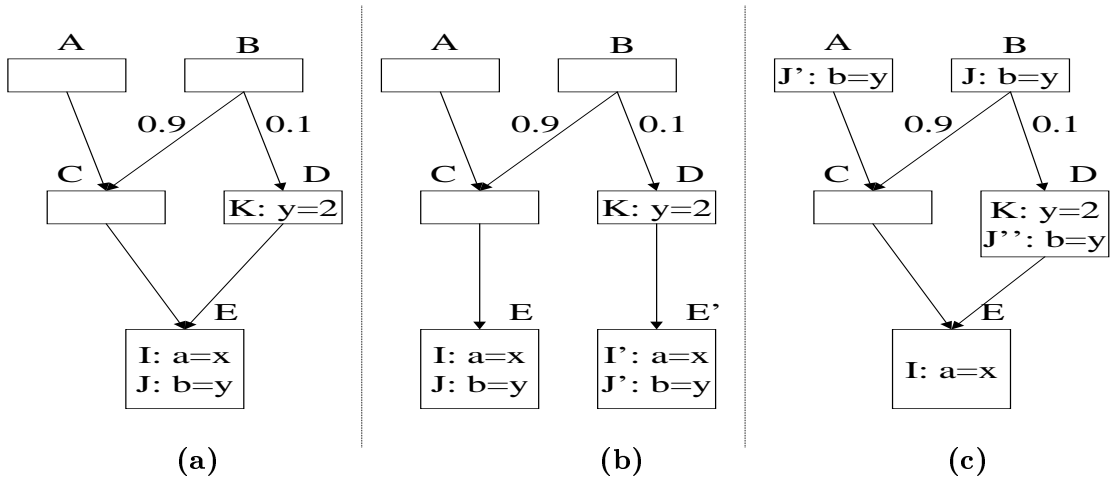 A
B
0.9
0.1
C
D
K: y=2
E
I: a=x
J: b=y
(a)
A
B
0.9
0.1
C
D
K: y=2
E
E'
I: a=x
J: b=y
I': a=x
J': b=y
(b)
A
B
J': b=y
J: b=y
0.9
0.1
C
D
K: y=2
J'': b=y
E
I: a=x
(c)